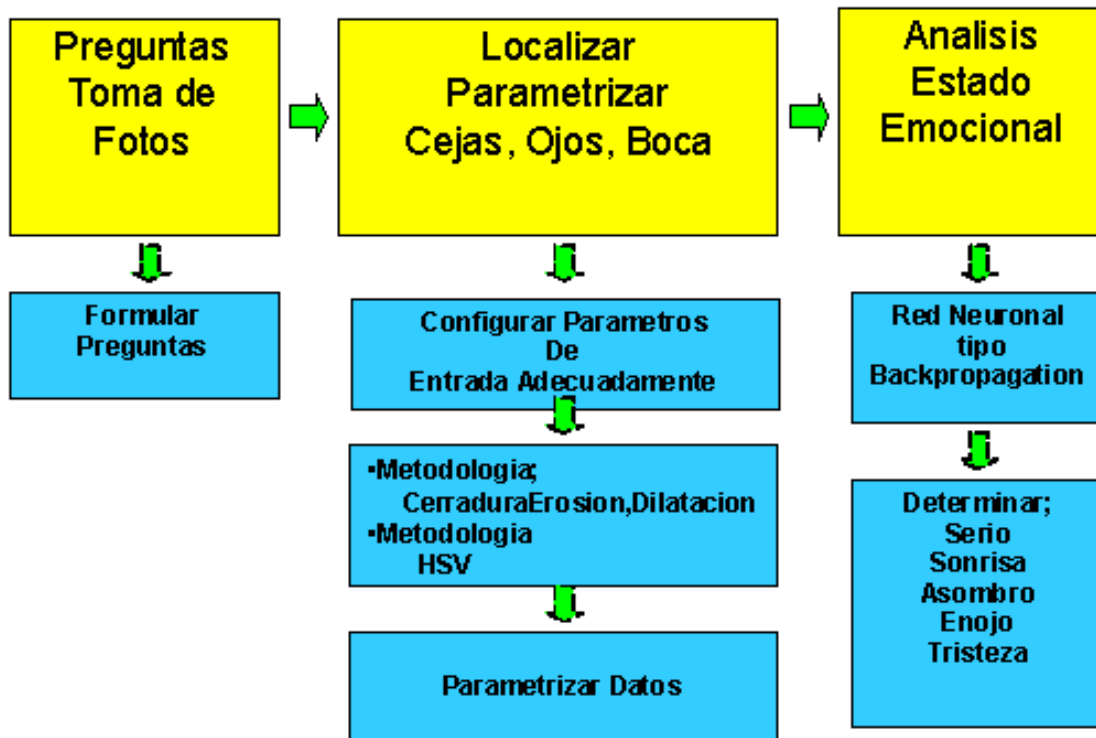 Preguntas
Toma de
Fotos
Localizar
Parametrizar
Cejas, Ojos, Boca
Analisis
Estado
Emocional
Formular
Preguntas
Configurar Parametros
De
Entrada Adecuadamente
•Metodologia;
CerraduraErosion,Dilatacion
•Metodologia
HSV
Parametrizar Datos
Red Neuronal
tipo
Backpropagation
Determinar;
Serio
Sonrisa
Asombro
Enojo
Tristeza